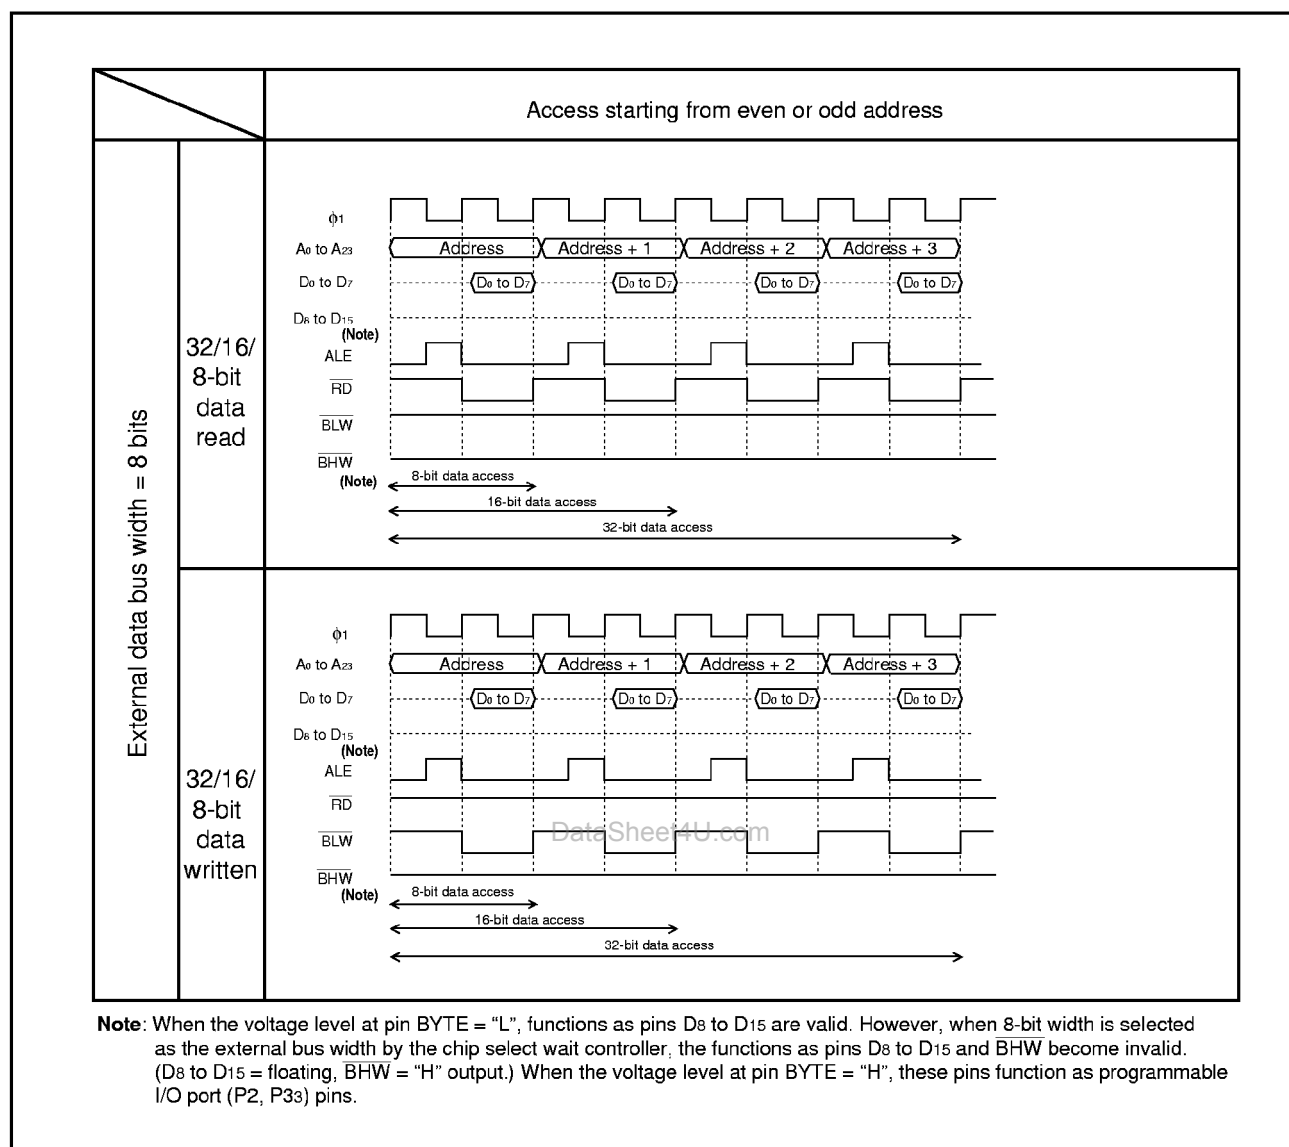 Access starting from even or odd address
External data bus width = 8 bits
32/16/
8-bit
data
read
ϕ1
A0 to A23
Address
Address + 1
Address + 2
Address + 3
D0 to D7
D0 to D7
D0 to D7
D0 to D7
D0 to D7
D8 to D15
(Note)
ALE
RD
BLW
BHW
(Note)
8-bit data access
16-bit data access
32-bit data access
32/16/
8-bit
data
written
ϕ1
A0 to A23
Address
Address + 1
Address + 2
Address + 3
D0 to D7
D0 to D7
D0 to D7
D0 to D7
D0 to D7
D8 to D15
(Note)
ALE
RD
BLW
DataSheet4U.com
BHW
(Note)
8-bit data access
16-bit data access
32-bit data access
Note: When the voltage level at pin BYTE = “L”, functions as pins D8 to D15 are valid. However, when 8-bit width is selected
as the external bus width by the chip select wait controller, the functions as pins D8 to D15 and BHW become invalid.
(D8 to D15 = floating, BHW = “H” output.) When the voltage level at pin BYTE = “H”, these pins function as programmable
I/O port (P2, P33) pins.